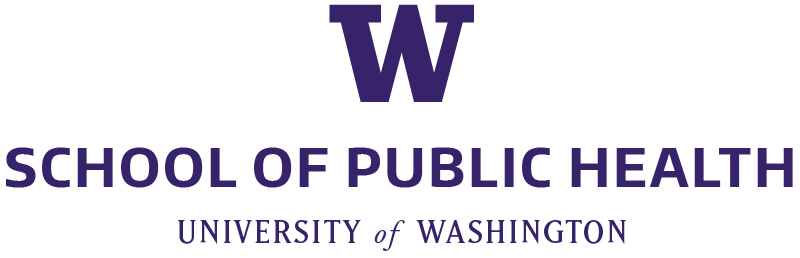 W
SCHOOL OF PUBLIC HEALTH
UNIVERSITY of WASHINGTON